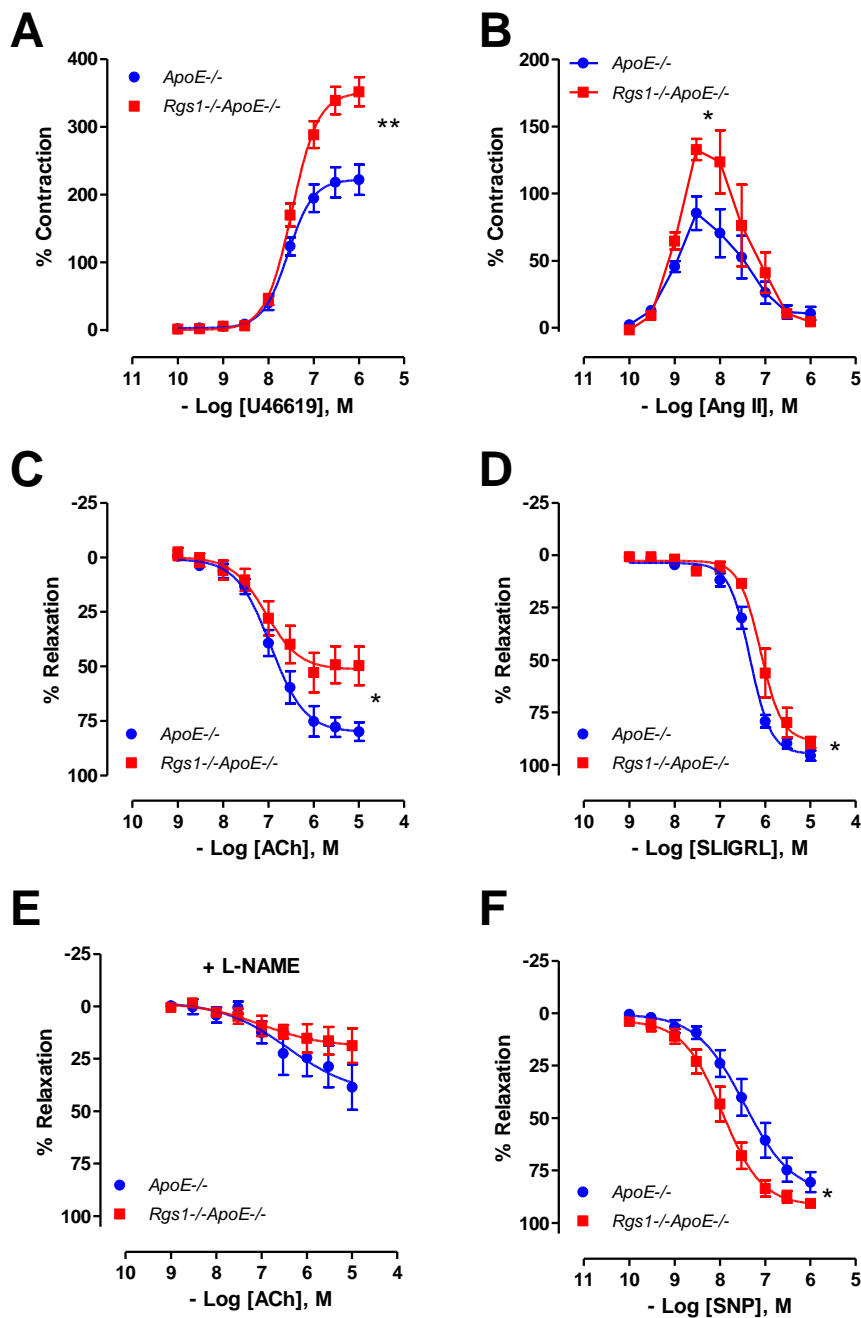 A
ApoE-/-
Rgs1-/-ApoE-/-
**
% Contraction
400
300
200
100
0
11 10 9 8 7 6 5
- Log [U46619], M
B
ApoE-/-
Rgs1-/-ApoE-/-
*
% Contraction
200
150
100
50
0
11 10 9 8 7 6 5
- Log [Ang II], M
C
% Relaxation
-25
0
25
50
75
100
*
ApoE-/-
Rgs1-/-ApoE-/-
10 9 8 7 6 5 4
- Log [ACh], M
D
% Relaxation
-25
0
25
50
75
100
*
ApoE-/-
Rgs1-/-ApoE-/-
10 9 8 7 6 5 4
- Log [SLIGRL], M
E
+ L-NAME
% Relaxation
-25
0
25
50
75
100
ApoE-/-
Rgs1-/-ApoE-/-
10 9 8 7 6 5 4
- Log [ACh], M
F
% Relaxation
-25
0
25
50
75
100
*
ApoE-/-
Rgs1-/-ApoE-/-
11 10 9 8 7 6 5
- Log [SNP], M